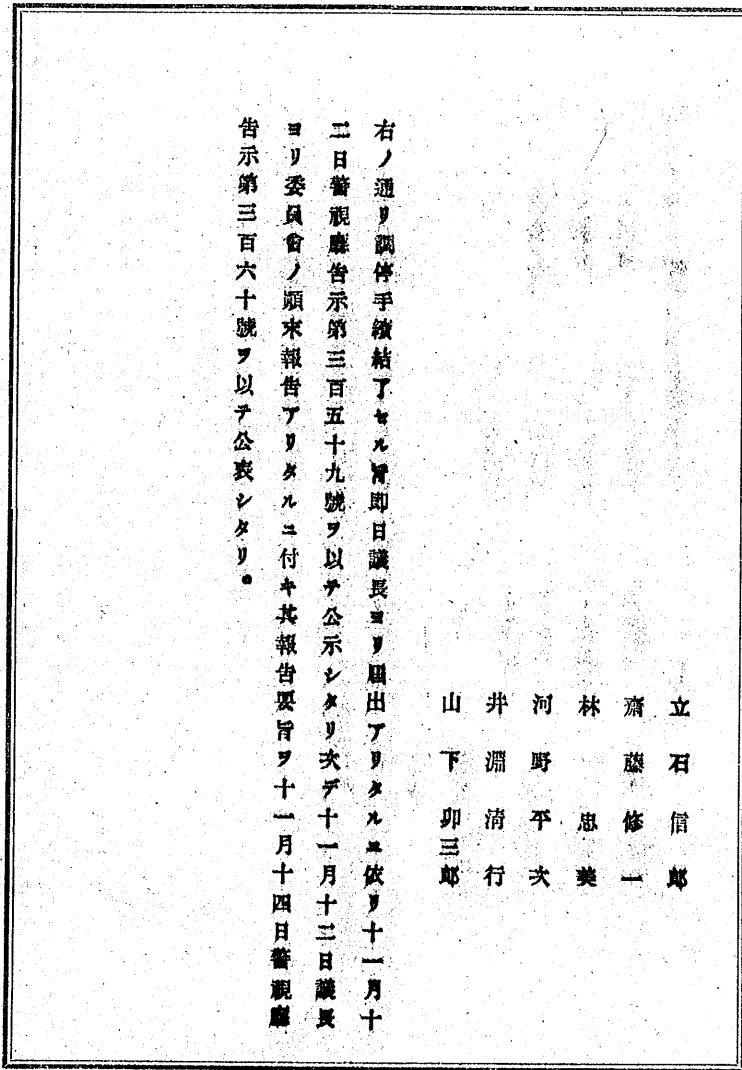 立石信郎
齋藤修一
林忠美
河野平次
井淵清行
山下卯三郎
右ノ通リ調停手續結了セル旨即日議長ヨリ屆出アリタルニ依リ十一月十
二日警視廳告示第三百五十九號ヲ以テ公示シタリ次デ十一月十三日議長
ヨリ委員會ノ顚末報告アリタルニ付キ其報告要旨ヲ十一月十四日警視廳
告示第三百六十號ヲ以テ公表シタリ。